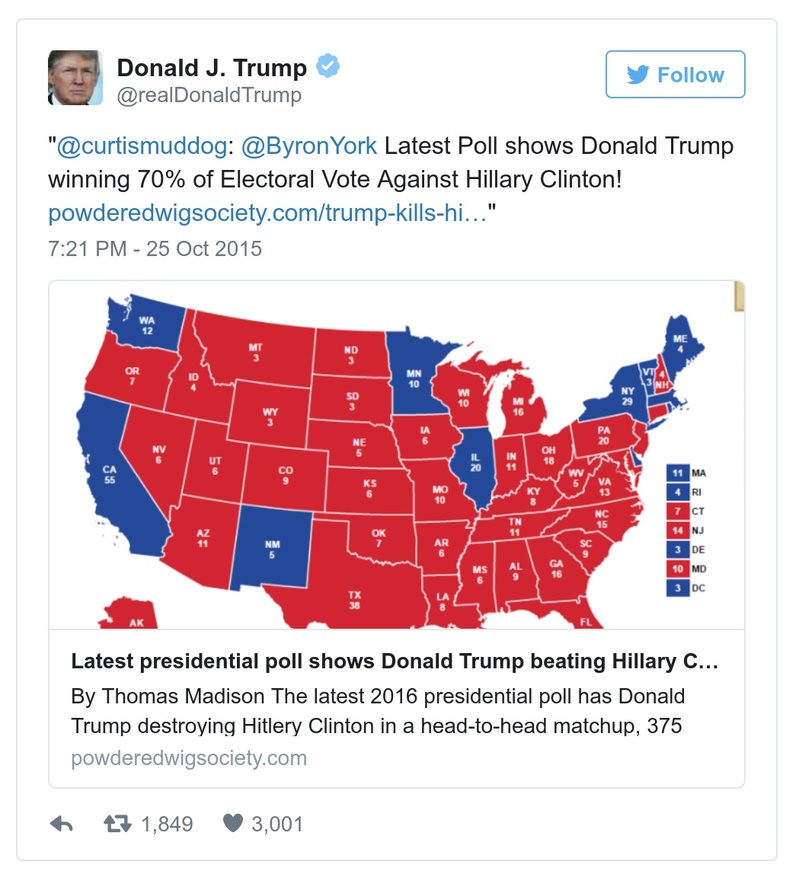 Donald J. Trump
@realDonaldTrump
Follow
"@curtismuddog: @ByronYork Latest Poll shows Donald Trump
winning 70% of Electoral Vote Against Hillary Clinton!
powderedwigsociety.com/trump-kills-hi…"
7:21 PM - 25 Oct 2015
WA
12
OR
7
CA
55
ID
4
NV
6
MT
3
WY
3
UT
6
AZ
11
CO
9
NM
5
ND
3
SD
3
NE
5
KS
6
OK
7
TX
38
MN
10
IA
6
MO
10
AR
6
LA
8
WI
10
IL
20
MI
16
IN
11
OH
18
KY
8
TN
11
MS
6
AL
9
GA
16
FL
SC
9
NC
15
VA
13
WV
5
PA
20
NY
29
VT
3
4
NH
ME
4
AK
11 MA
4 RI
7 CT
14 NJ
3 DE
10 MD
3 DC
Latest presidential poll shows Donald Trump beating Hillary C…
By Thomas Madison The latest 2016 presidential poll has Donald
Trump destroying Hitlery Clinton in a head-to-head matchup, 375
powderedwigsociety.com
1,849
3,001